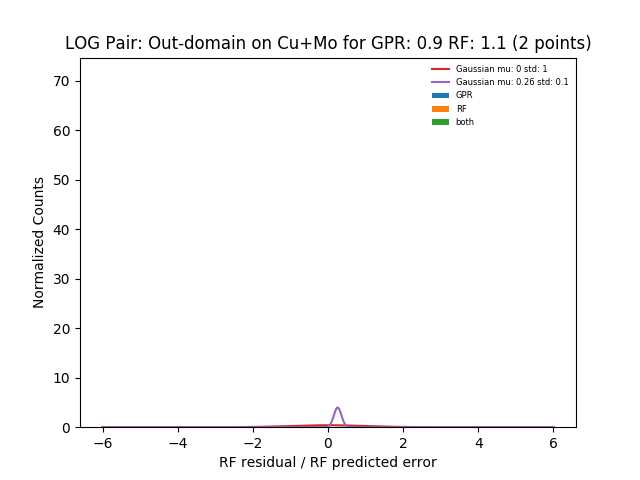 LOG Pair: Out-domain on Cu+Mo for GPR: 0.9 RF: 1.1 (2 points)
Gaussian mu: 0 std: 1
Gaussian mu: 0.26 std: 0.1
GPR
RF
both
Normalized Counts
70
60
50
40
30
20
10
0
−6 −4 −2 0 2 4 6
RF residual / RF predicted error